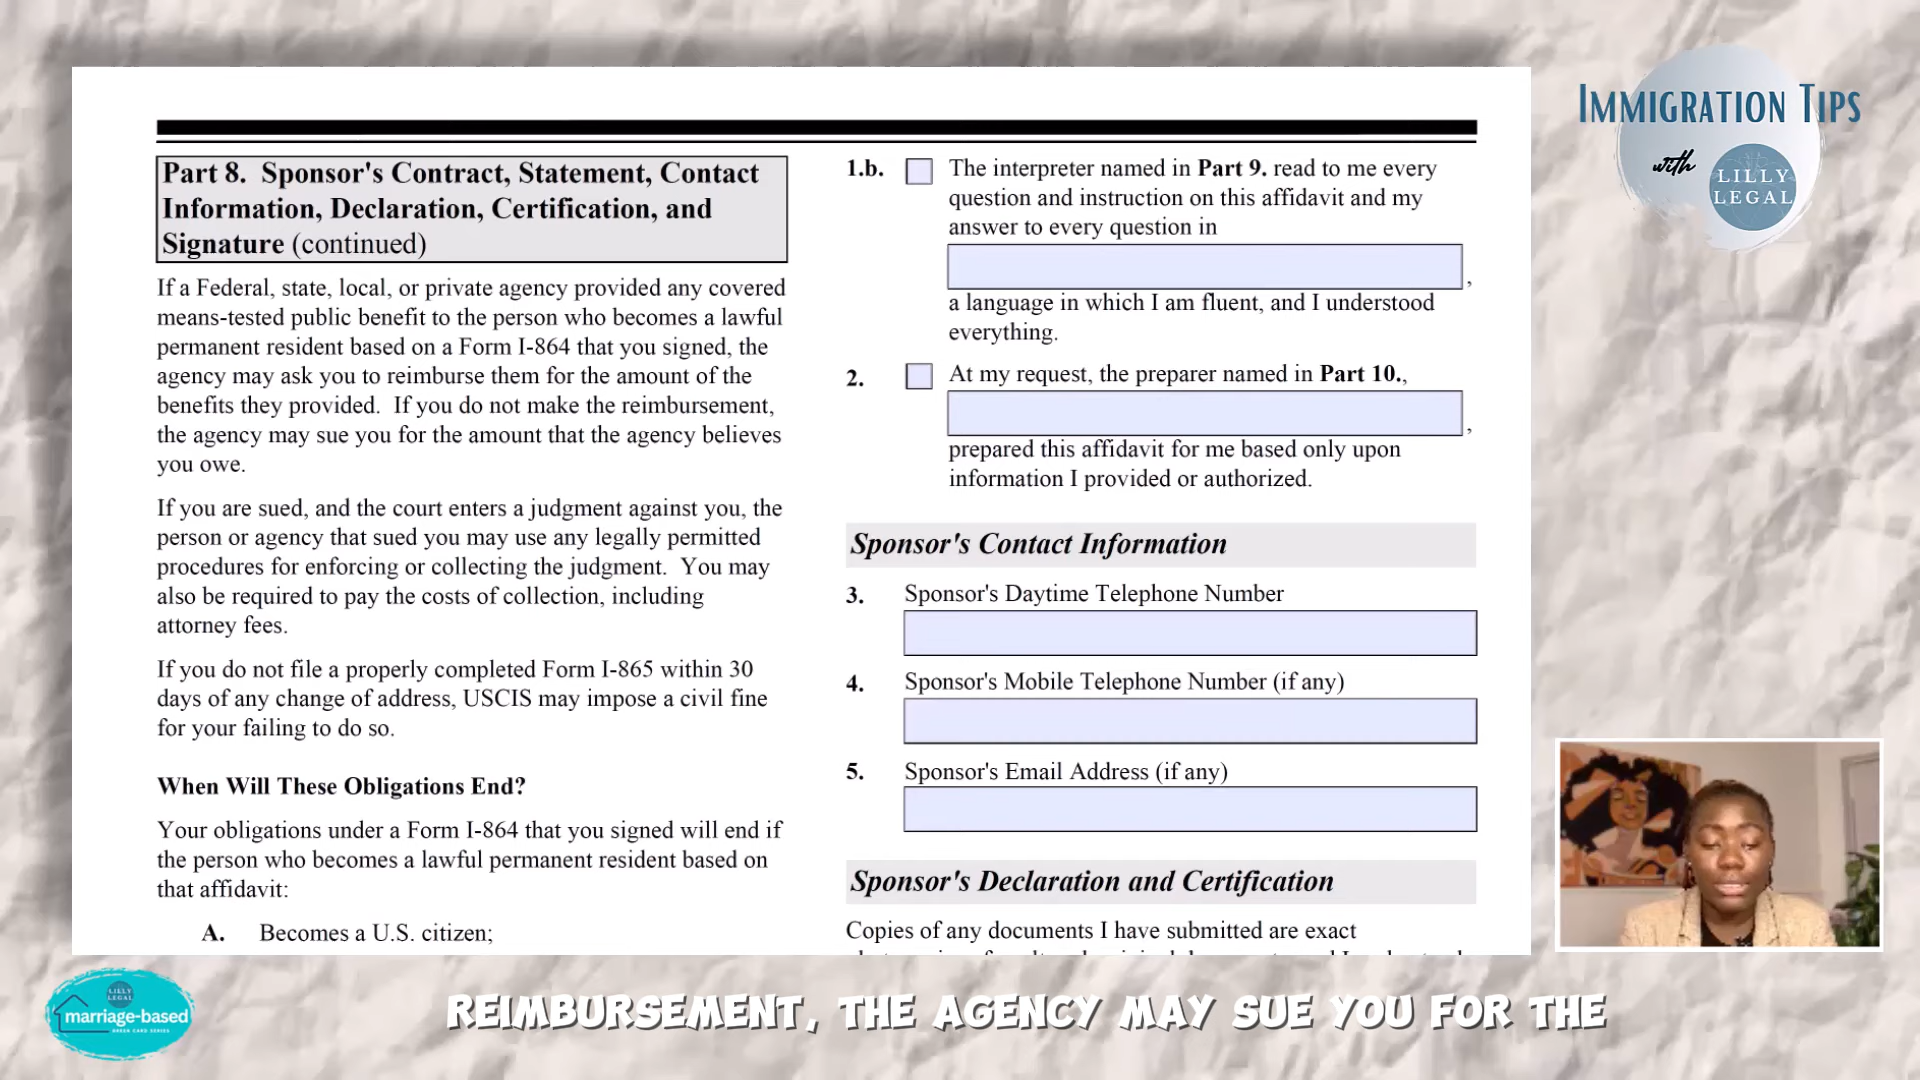 Part 8. Sponsor's Contract, Statement, Contact
Information, Declaration, Certification, and
Signature (continued)
If a Federal, state, local, or private agency provided any covered
means-tested public benefit to the person who becomes a lawful
permanent resident based on a Form I-864 that you signed, the
agency may ask you to reimburse them for the amount of the
benefits they provided. If you do not make the reimbursement,
the agency may sue you for the amount that the agency believes
you owe.
If you are sued, and the court enters a judgment against you, the
person or agency that sued you may use any legally permitted
procedures for enforcing or collecting the judgment. You may
also be required to pay the costs of collection, including
attorney fees.
If you do not file a properly completed Form I-865 within 30
days of any change of address, USCIS may impose a civil fine
for your failing to do so.
When Will These Obligations End?
Your obligations under a Form I-864 that you signed will end if
the person who becomes a lawful permanent resident based on
that affidavit:
A. Becomes a U.S. citizen;
1.b. The interpreter named in Part 9. read to me every
question and instruction on this affidavit and my
answer to every question in
,
a language in which I am fluent, and I understood
everything.
2. At my request, the preparer named in Part 10.,
,
prepared this affidavit for me based only upon
information I provided or authorized.
Sponsor's Contact Information
3. Sponsor's Daytime Telephone Number
4. Sponsor's Mobile Telephone Number (if any)
5. Sponsor's Email Address (if any)
Sponsor's Declaration and Certification
Copies of any documents I have submitted are exact
IMMIGRATION TIPS
with
LILLY
LEGAL
LILLY
LEGAL
marriage-based
GREEN CARD SERIES
REIMBURSEMENT, THE AGENCY MAY SUE YOU FOR THE